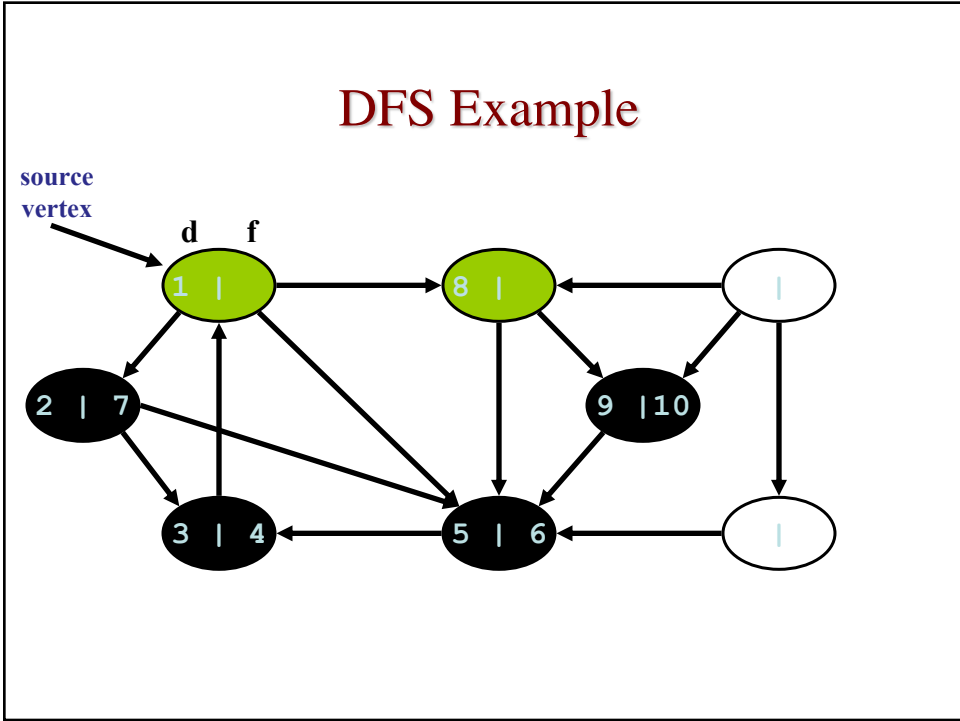 DFS Example
source
vertex
d f
1 | 8 | |
2 | 7 9 |10
3 | 4 5 | 6 |